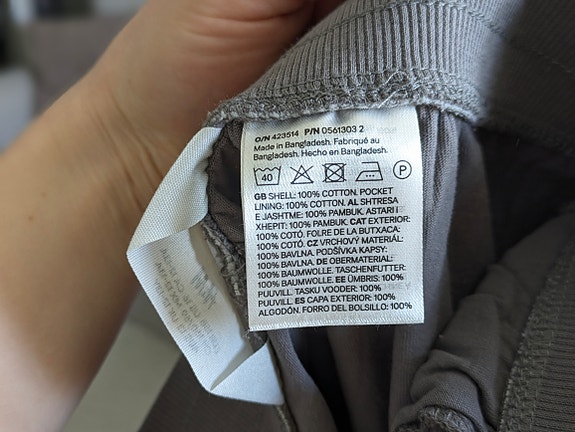 O/N 423514 P/N 0561303 2
Made in Bangladesh. Fabriqué au
Bangladesh. Hecho en Bangladesh.
40 P
GB SHELL: 100% COTTON. POCKET
LINING: 100% COTTON. AL SHTRESA
E JASHTME: 100% PAMBUK. ASTARI I
XHEPIT: 100% PAMBUK. CAT EXTERIOR:
100% COTÓ. FOLRE DE LA BUTXACA:
100% COTÓ. CZ VRCHOVÝ MATERIÁL:
100% BAVLNA. PODŠÍVKA KAPSY:
100% BAVLNA. DE OBERMATERIAL:
100% BAUMWOLLE. TASCHENFUTTER:
100% BAUMWOLLE. EE ÜMBRIS: 100%
PUUVILL. TASKU VOODER: 100%
PUUVILL. ES CAPA EXTERIOR: 100%
ALGODÓN. FORRO DEL BOLSILLO: 100%